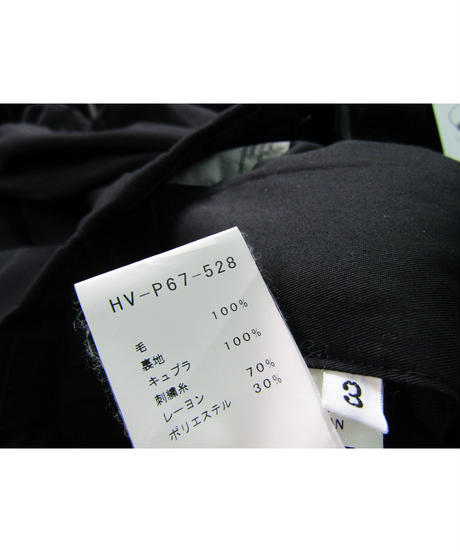 HV-P67-528
毛 100%
裏地
キュプラ 100%
刺繍糸
レーヨン 70%
ポリエステル 30%
3
N